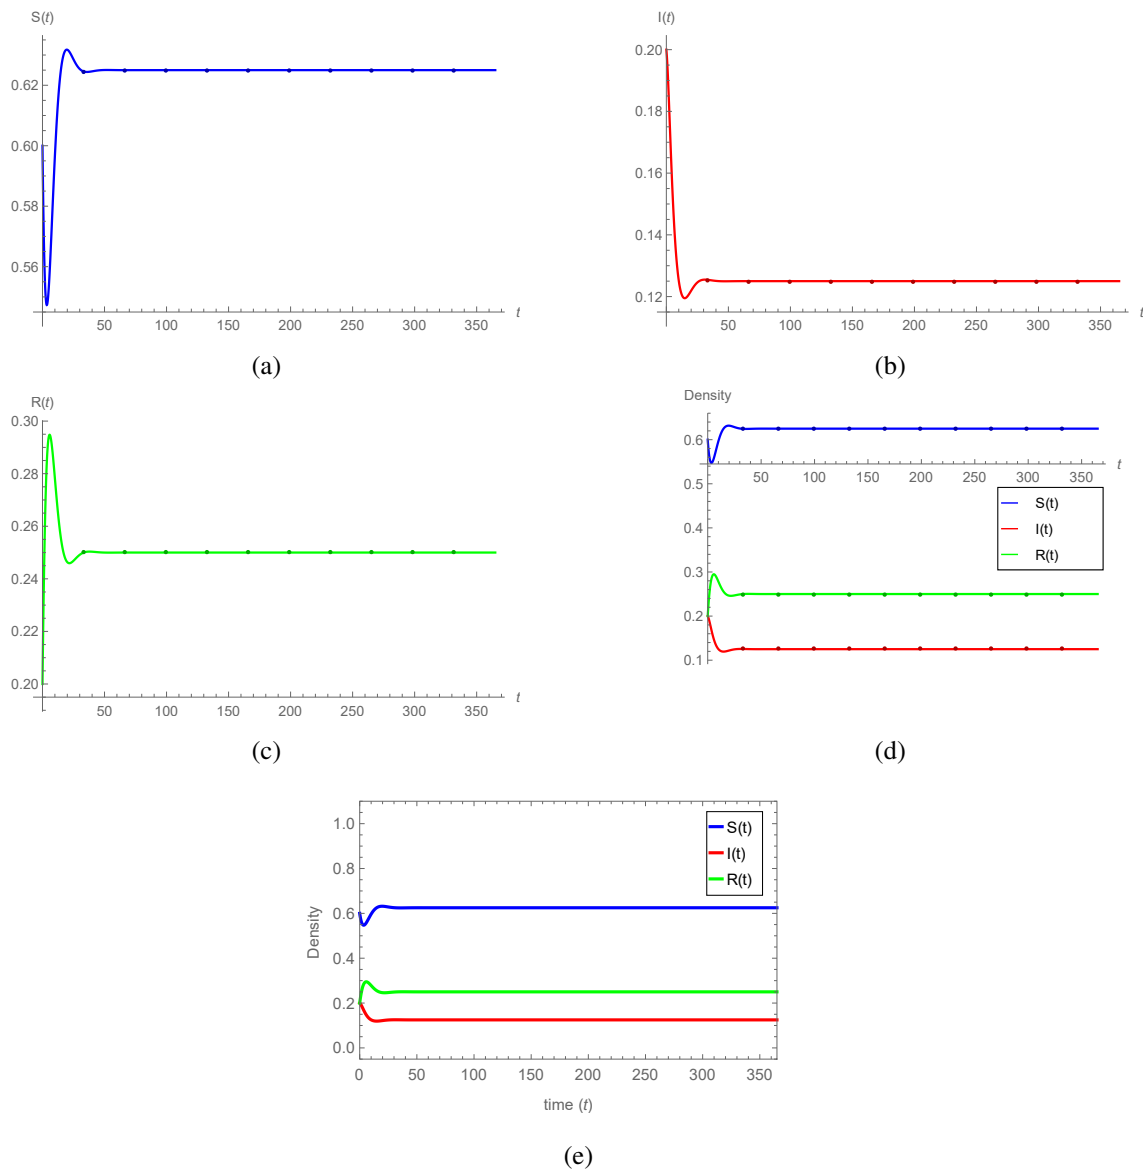 S(t)
0.62
0.60
0.58
0.56
50 100 150 200 250 300 350 t
(a)
I(t)
0.20
0.18
0.16
0.14
0.12
50 100 150 200 250 300 350 t
(b)
R(t)
0.30
0.28
0.26
0.24
0.22
0.20
50 100 150 200 250 300 350 t
(c)
Density
0.6
50 100 150 200 250 300 350 t
0.5
0.4
0.3
0.2
0.1
S(t)
I(t)
R(t)
(d)
1.0
0.8
0.6
0.4
0.2
0.0
Density
S(t)
I(t)
R(t)
0 50 100 150 200 250 300 350
time (t)
(e)